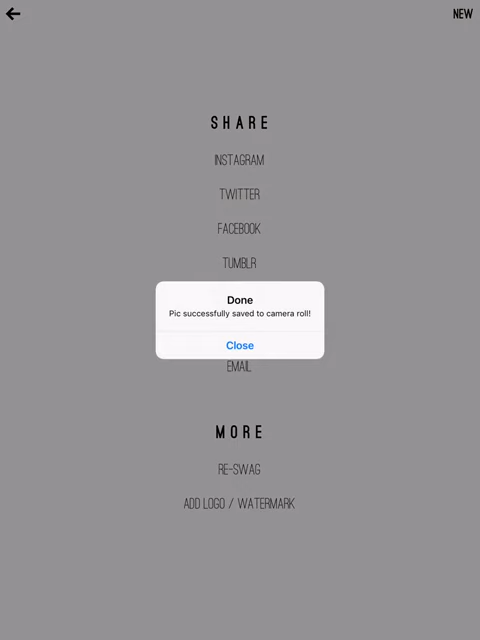 NEW
SHARE
INSTAGRAM
TWITTER
FACEBOOK
TUMBLR
Done
Pic successfully saved to camera roll!
Close
EMAIL
MORE
RE-SWAG
ADD LOGO / WATERMARK